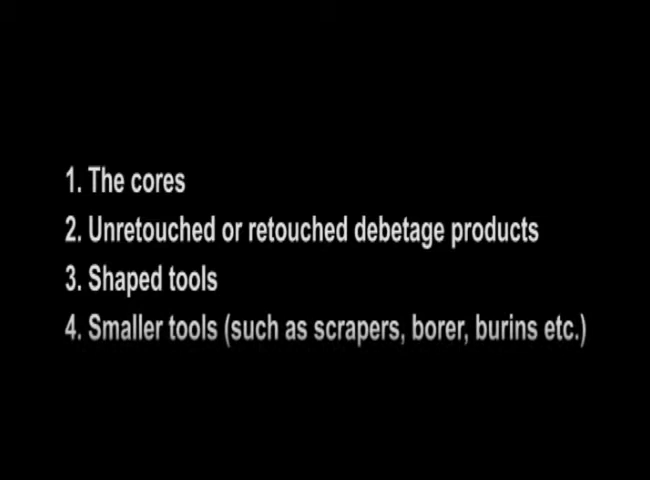 1. The cores
2. Unretouched or retouched debetage products
3. Shaped tools
4. Smaller tools (such as scrapers, borer, burins etc.)